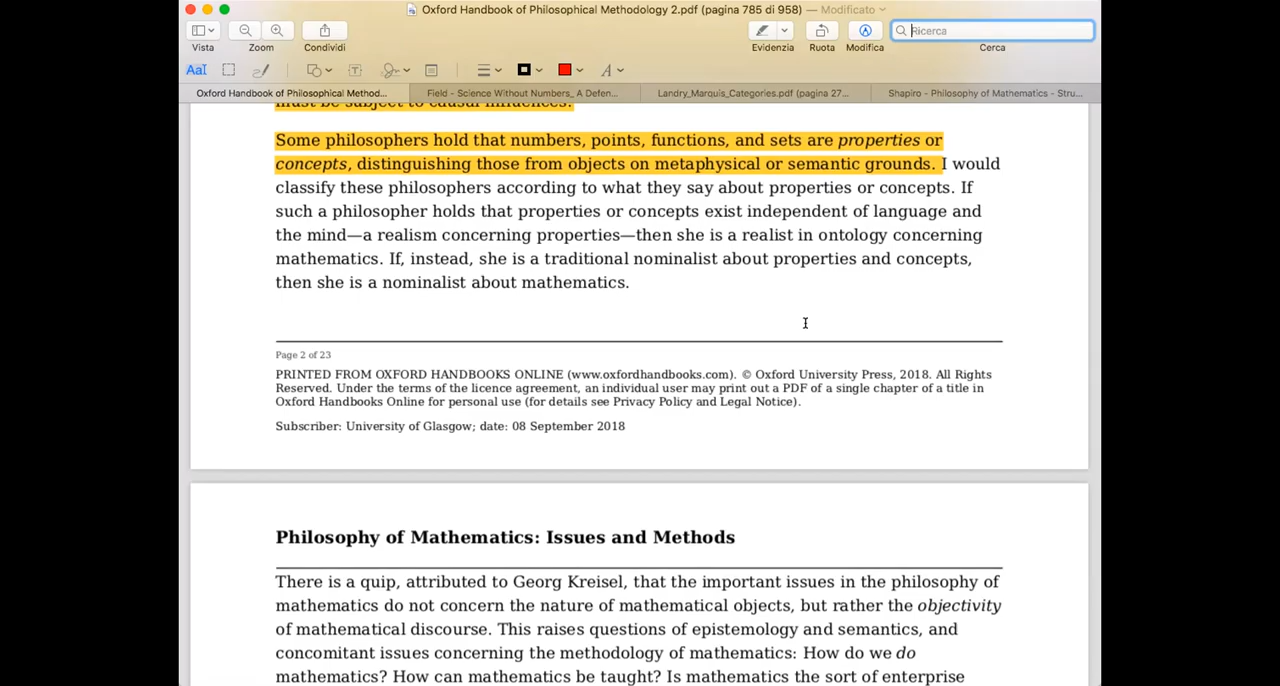 Oxford Handbook of Philosophical Methodology 2.pdf (pagina 785 di 958) — Modificato
Ricerca
Vista
Zoom
Condividi
Evidenzia
Ruota
Modifica
Cerca
Oxford Handbook of Philosophical Method...
Field - Science Without Numbers_ A Defen...
Landry_Marquis_Categories.pdf (pagina 27...
Shapiro - Philosophy of Mathematics - Stru...
must be subject to causal influences.
Some philosophers hold that numbers, points, functions, and sets are properties or
concepts, distinguishing those from objects on metaphysical or semantic grounds. I would
classify these philosophers according to what they say about properties or concepts. If
such a philosopher holds that properties or concepts exist independent of language and
the mind—a realism concerning properties—then she is a realist in ontology concerning
mathematics. If, instead, she is a traditional nominalist about properties and concepts,
then she is a nominalist about mathematics.
Page 2 of 23
PRINTED FROM OXFORD HANDBOOKS ONLINE (www.oxfordhandbooks.com). © Oxford University Press, 2018. All Rights
Reserved. Under the terms of the licence agreement, an individual user may print out a PDF of a single chapter of a title in
Oxford Handbooks Online for personal use (for details see Privacy Policy and Legal Notice).
Subscriber: University of Glasgow; date: 08 September 2018
Philosophy of Mathematics: Issues and Methods
There is a quip, attributed to Georg Kreisel, that the important issues in the philosophy of
mathematics do not concern the nature of mathematical objects, but rather the objectivity
of mathematical discourse. This raises questions of epistemology and semantics, and
concomitant issues concerning the methodology of mathematics: How do we do
mathematics? How can mathematics be taught? Is mathematics the sort of enterprise